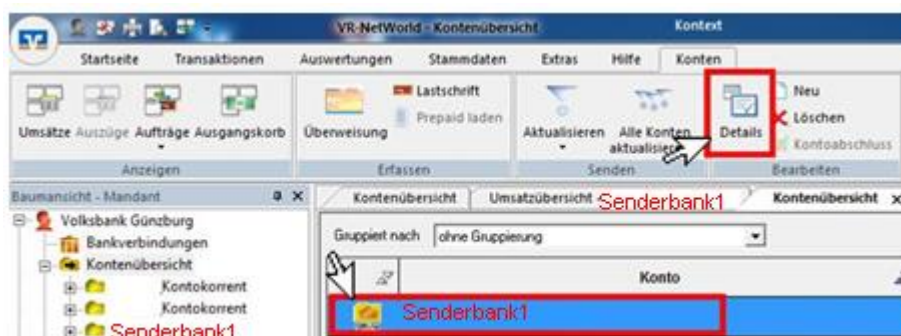 VR-NetWorld - Kontenübersicht Kontext
Startseite Transaktionen Auswertungen Stammdaten Extras Hilfe Konten
Umsätze Auszüge Aufträge Ausgangskorb Überweisung Lastschrift Prepaid laden Aktualisieren Alle Konten aktualisieren Details Neu Löschen Kontoabschluss
Anzeigen Erfassen Senden Bearbeiten
Baumansicht - Mandant Kontenübersicht Umsatzübersicht - Senderbank1 Kontenübersicht x
Volksbank Günzburg
Bankverbindungen
Gruppiert nach ohne Gruppierung
Kontenübersicht
Kontokorrent
Konto
Kontokorrent
Senderbank1
Senderbank1